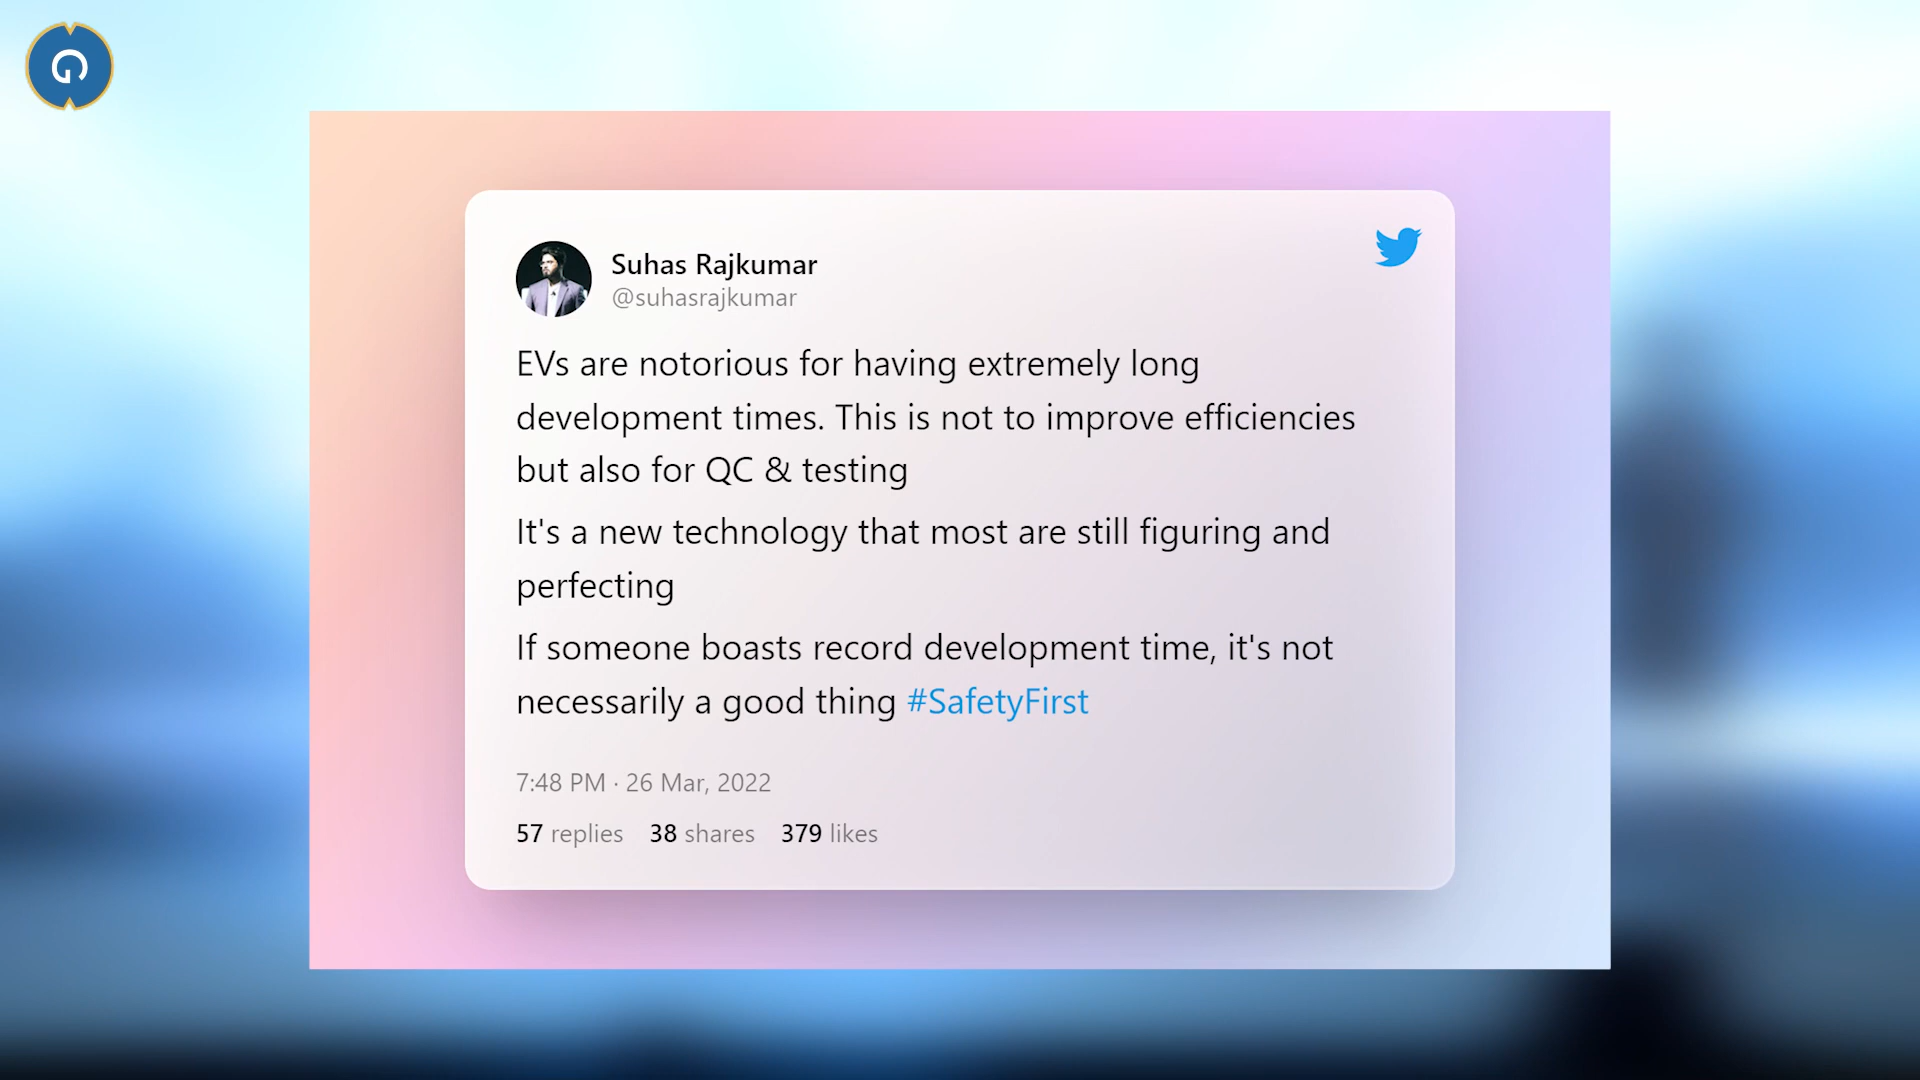 Suhas Rajkumar
@suhasrajkumar
EVs are notorious for having extremely long
development times. This is not to improve efficiencies
but also for QC & testing
It's a new technology that most are still figuring and
perfecting
If someone boasts record development time, it's not
necessarily a good thing #SafetyFirst
7:48 PM · 26 Mar, 2022
57 replies 38 shares 379 likes